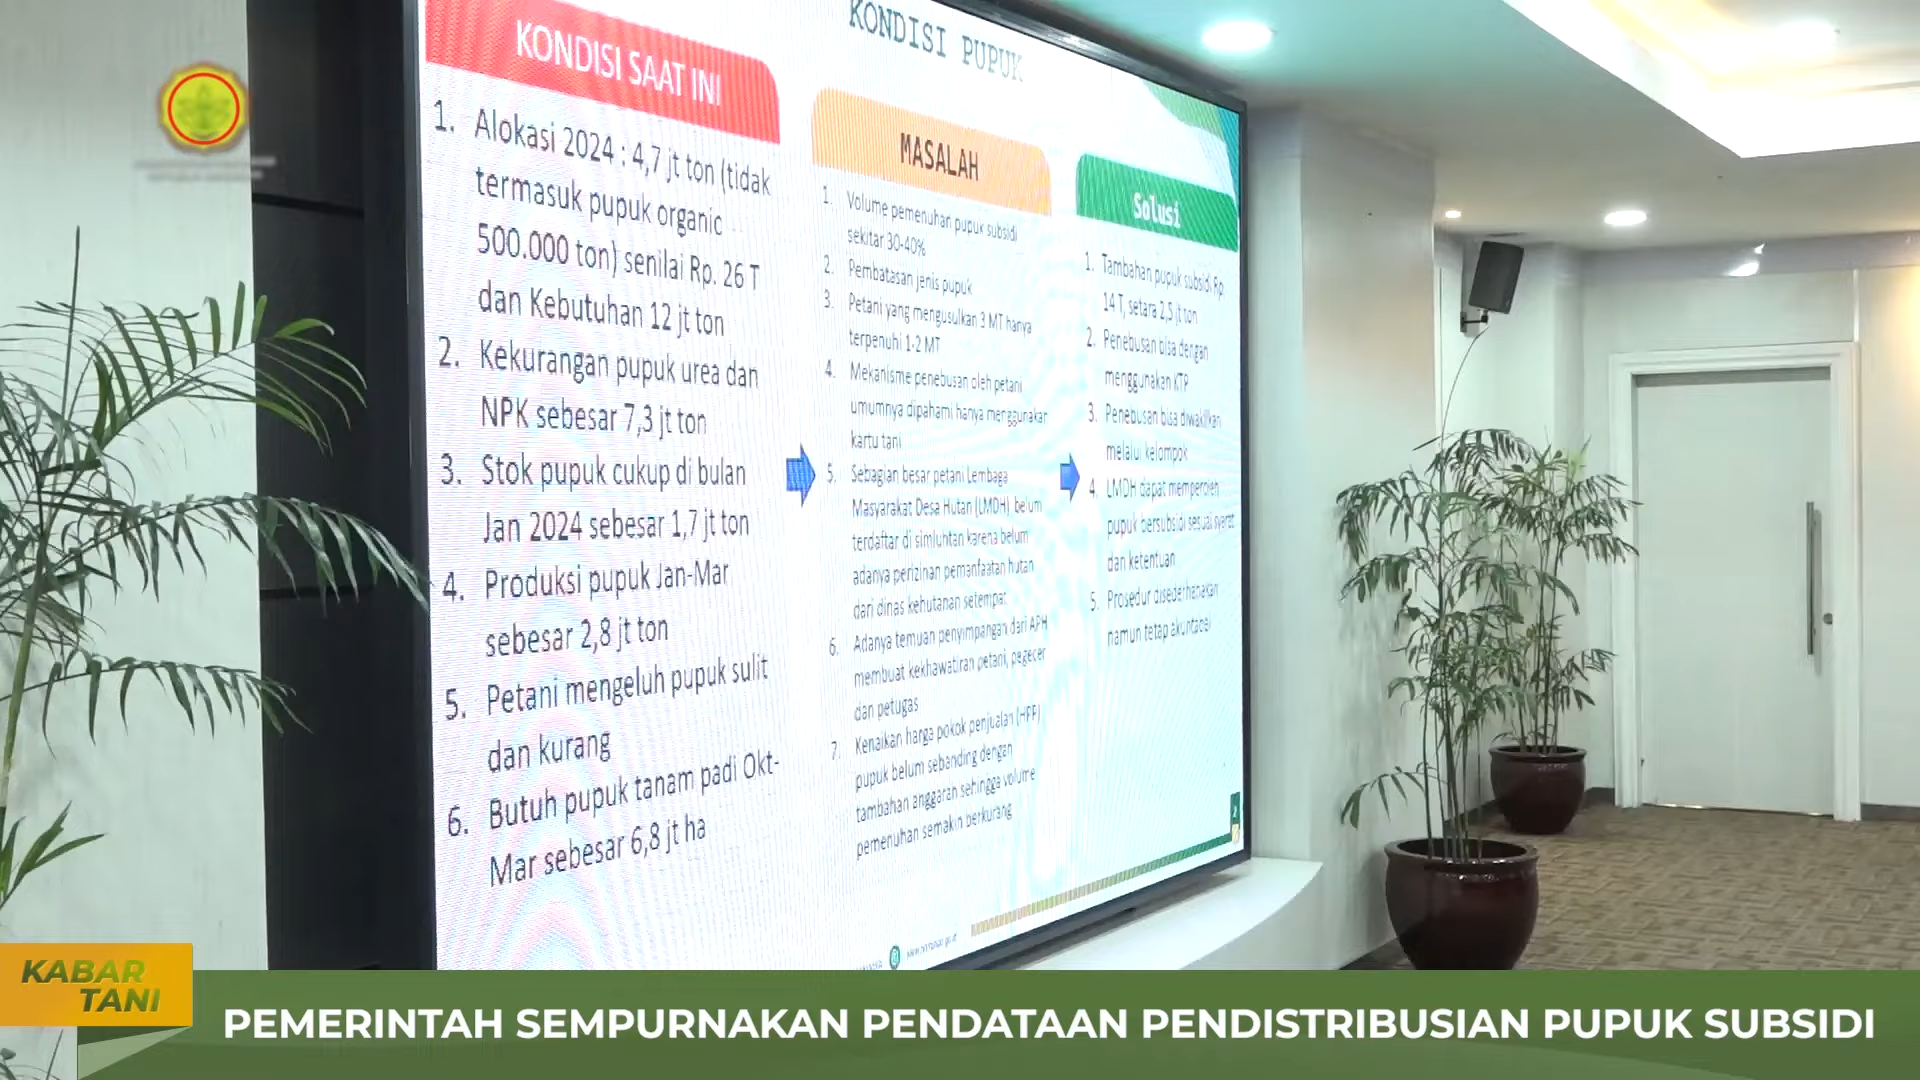 KONDISI PUPUK
KONDISI SAAT INI
1. Alokasi 2024 : 4,7 jt ton (tidak
termasuk pupuk organic
500.000 ton) senilai Rp. 26 T
dan Kebutuhan 12 jt ton
2. Kekurangan pupuk urea dan
NPK sebesar 7,3 jt ton
3. Stok pupuk cukup di bulan
Jan 2024 sebesar 1,7 jt ton
4. Produksi pupuk Jan-Mar
sebesar 2,8 jt ton
5. Petani mengeluh pupuk sulit
dan kurang
6. Butuh pupuk tanam padi Okt-
Mar sebesar 6,8 jt ha
MASALAH
1. Volume pemenuhan pupuk subsidi
sekitar 30-40%
2. Pembatasan jenis pupuk
3. Petani yang mengusulkan 3 MT hanya
terpenuhi 1-2 MT
4. Mekanisme penebusan oleh petani
umumnya dipahami hanya menggunakan
kartu tani
5. Sebagian besar petani Lembaga
Masyarakat Desa Hutan (LMDH) belum
terdaftar di simluhtan karena belum
adanya perizinan pemanfaatan hutan
dari dinas kehutanan setempat
6. Adanya temuan penyimpangan dari APH
membuat kekhawatiran petani, pegecer
dan petugas
7. Kenaikan harga pokok penjualan (HPP)
pupuk belum sebanding dengan
tambahan anggaran sehingga volume
pemenuhan semakin berkurang
Solusi
1. Tambahan pupuk subsidi Rp
14 T, setara 2,5 jt ton
2. Penebusan bisa dengan
menggunakan KTP
3. Penebusan bisa diwakilkan
melalui kelompok
4. LMDH dapat memperoleh
pupuk bersubsidi sesuai syarat
dan ketentuan
5. Prosedur disederhanakan
namun tetap akuntabel
2
KABAR
TANI
PEMERINTAH SEMPURNAKAN PENDATAAN PENDISTRIBUSIAN PUPUK SUBSIDI